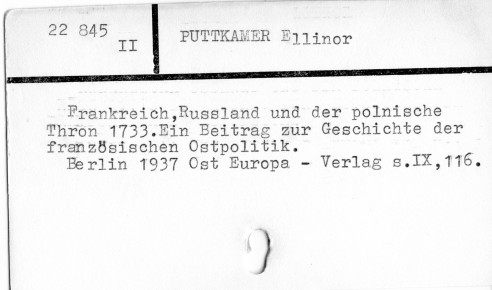 22 845
II
PUTTKAMER Ellinor
Frankreich,Russland und der polnische
Thron 1733.Ein Beitrag zur Geschichte der
französischen Ostpolitik.
Berlin 1937 Ost Europa - Verlag s.IX,116.